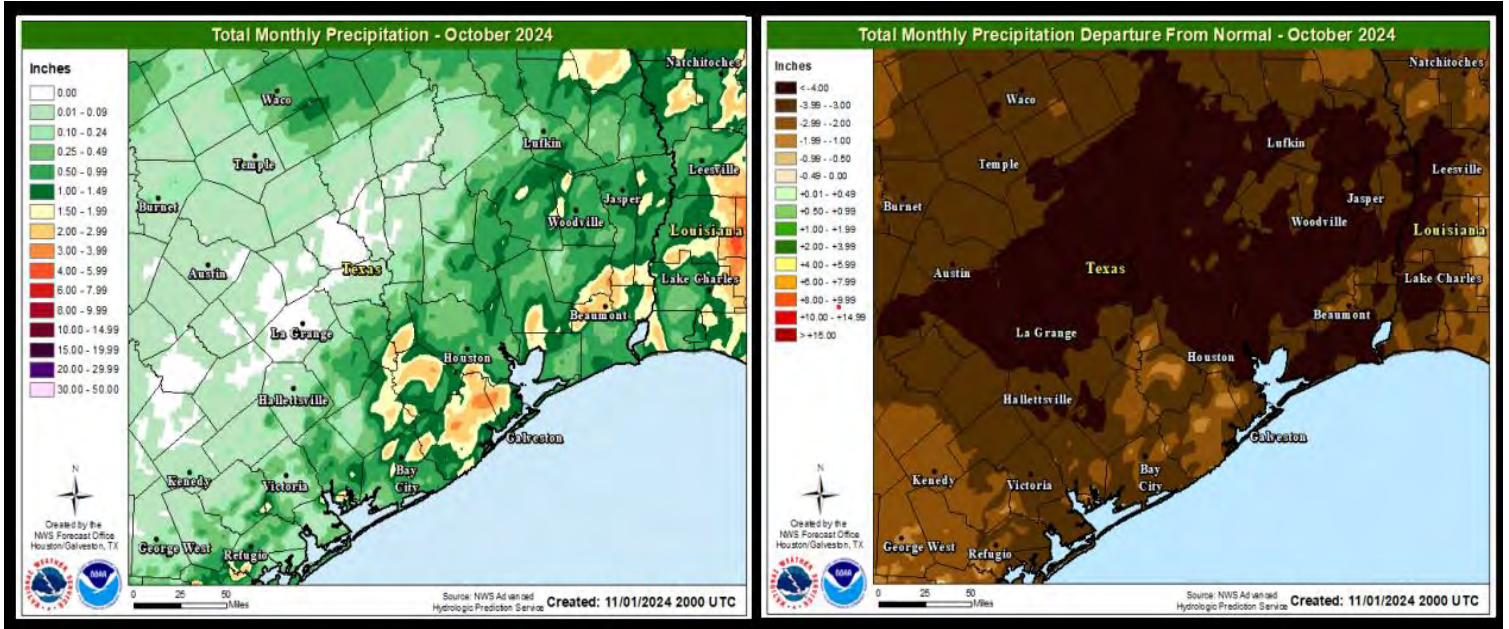 Total Monthly Precipitation - October 2024
Inches
0.00
0.01 - 0.09
0.10 - 0.24
0.25 - 0.49
0.50 - 0.99
1.00 - 1.49
1.50 - 1.99
2.00 - 2.99
3.00 - 3.99
4.00 - 5.99
6.00 - 7.99
8.00 - 9.99
10.00 - 14.99
15.00 - 19.99
20.00 - 29.99
30.00 - 50.00
Natchitoches
Waco
Lufkin
Temple
Leesville
Jasper
Burnet
Woodville
Louisiana
Austin
Texas
Lake Charles
Beaumont
La Grange
Houston
Hallettsville
Galveston
Bay
City
Kenedy
Victoria
George West
Refugio
N
Created by the
NWS Forecast Office
Houston/Galveston, TX
NOAA
0 25 50
Miles
Source: NWS Advanced
Hydrologic Prediction Service
Created: 11/01/2024 2000 UTC
Total Monthly Precipitation Departure From Normal - October 2024
Inches
< -4.00
-3.99 - -3.00
-2.99 - -2.00
-1.99 - -1.00
-0.99 - -0.50
-0.49 - 0.00
+0.01 - +0.49
+0.50 - +0.99
+1.00 - +1.99
+2.00 - +3.99
+4.00 - +5.99
+6.00 - +7.99
+8.00 - +9.99
+10.00 - +14.99
> +15.00
Natchitoches
Waco
Lufkin
Temple
Leesville
Jasper
Burnet
Woodville
Louisiana
Austin
Texas
Lake Charles
Beaumont
La Grange
Houston
Hallettsville
Galveston
Bay
City
Kenedy
Victoria
George West
Refugio
N
Created by the
NWS Forecast Office
Houston/Galveston, TX
NOAA
0 25 50
Miles
Source: NWS Advanced
Hydrologic Prediction Service
Created: 11/01/2024 2000 UTC